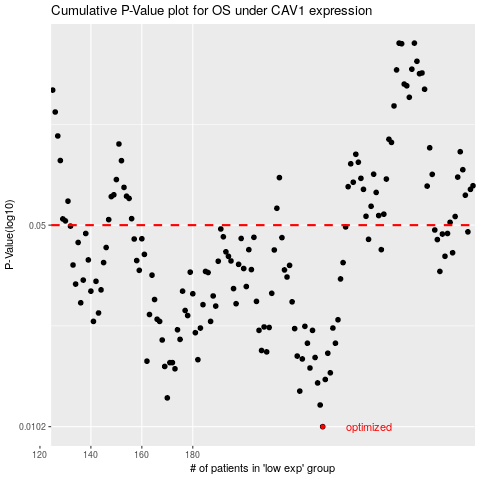 Cumulative P-Value plot for OS under CAV1 expression
P-Value(log10)
0.05
0.0102
optimized
120 140 160 180
# of patients in 'low exp' group